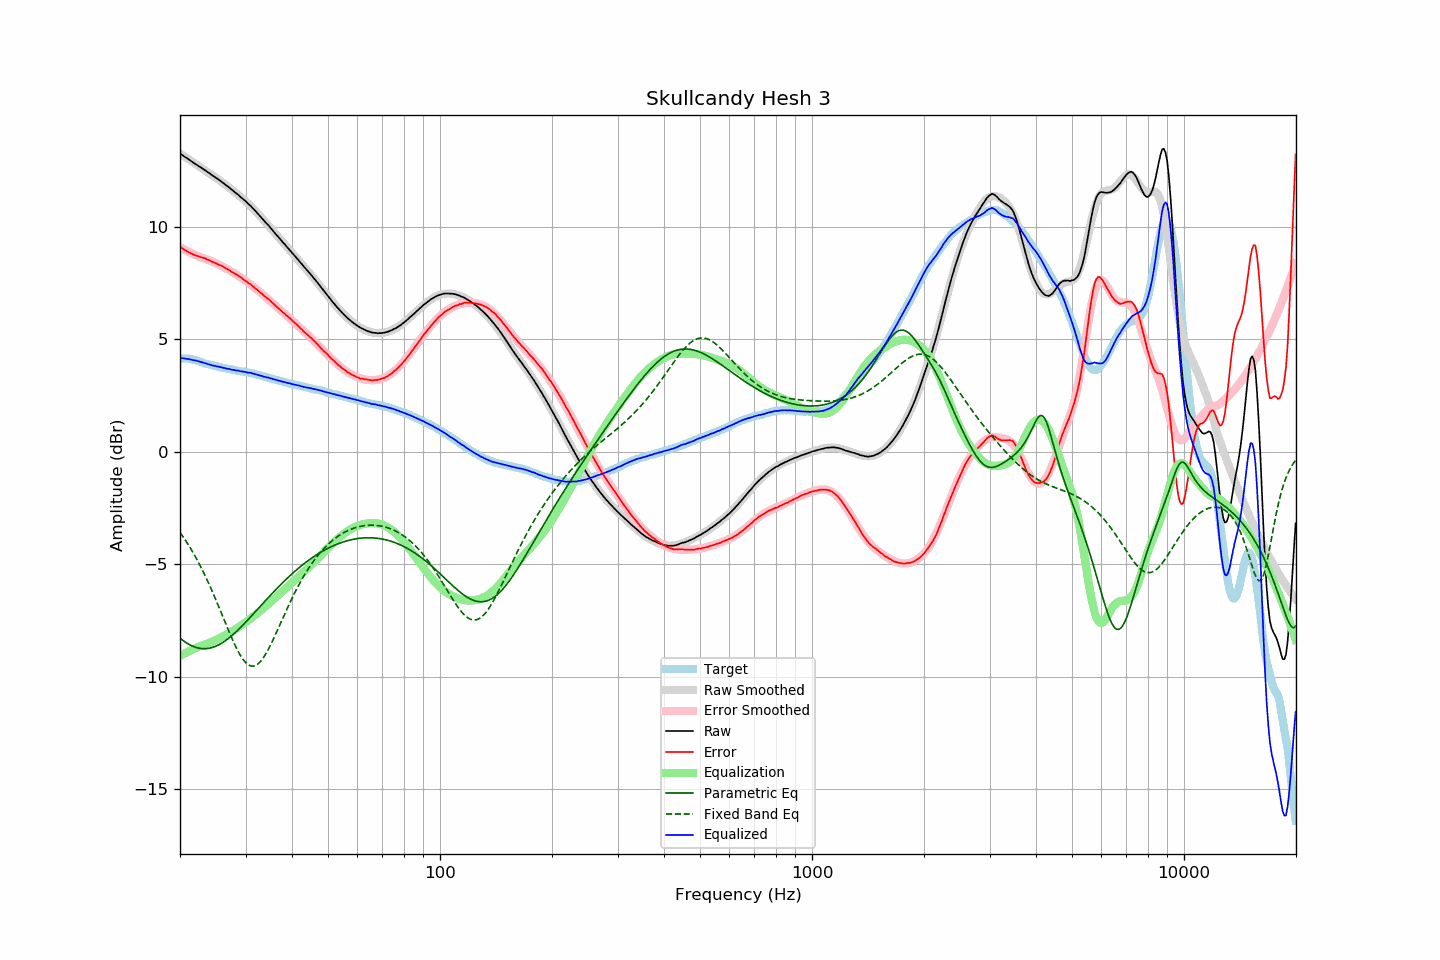 Skullcandy Hesh 3
Amplitude (dBr)
10
5
0
−5
−10
−15
Target
Raw Smoothed
Error Smoothed
Raw
Error
Equalization
Parametric Eq
Fixed Band Eq
Equalized
100
1000
10000
Frequency (Hz)